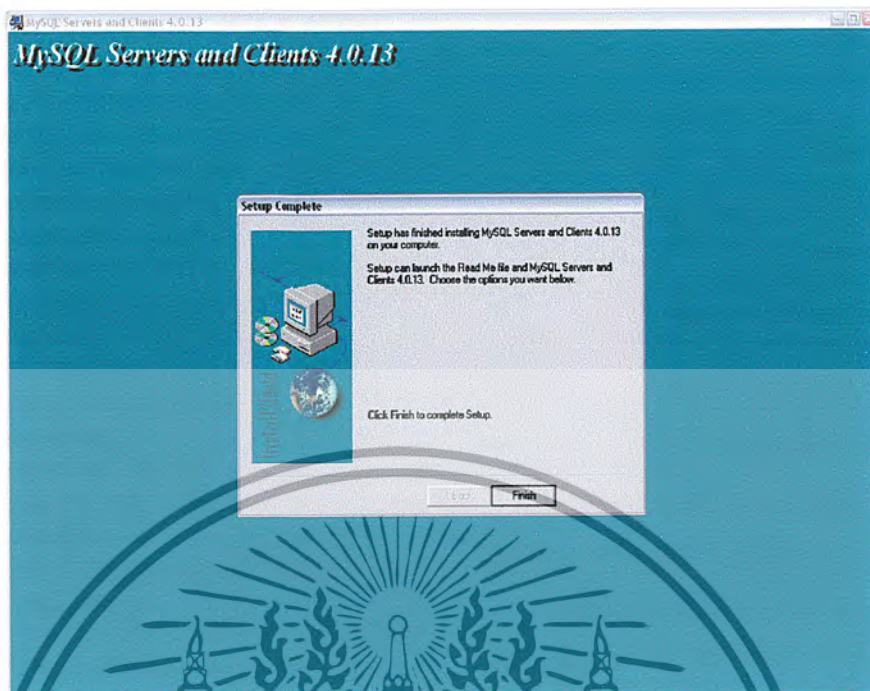 MySQL Servers and Clients 4.0.13
MySQL Servers and Clients 4.0.13
Setup Complete
Setup has finished installing MySQL Servers and Clients 4.0.13
on your computer.
Setup can launch the Read Me file and MySQL Servers and
Clients 4.0.13. Choose the options you want below.
Click Finish to complete Setup.
Finish